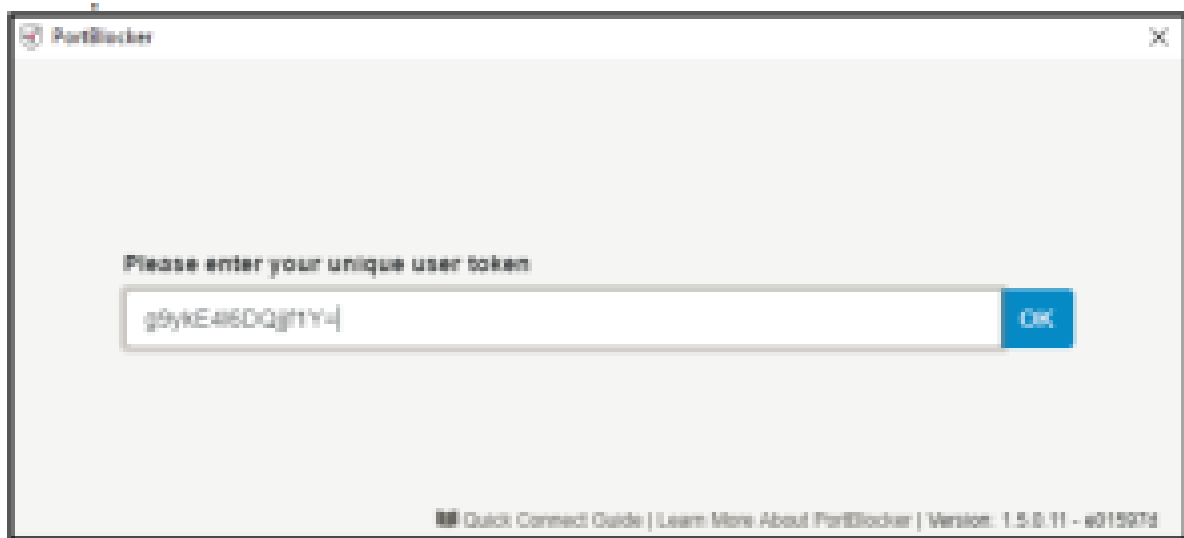 PortBlocker
Please enter your unique user token
OK
Quick Connect Guide | Learn More About PortBlocker | Version: 1.5.0.11 - e01597d